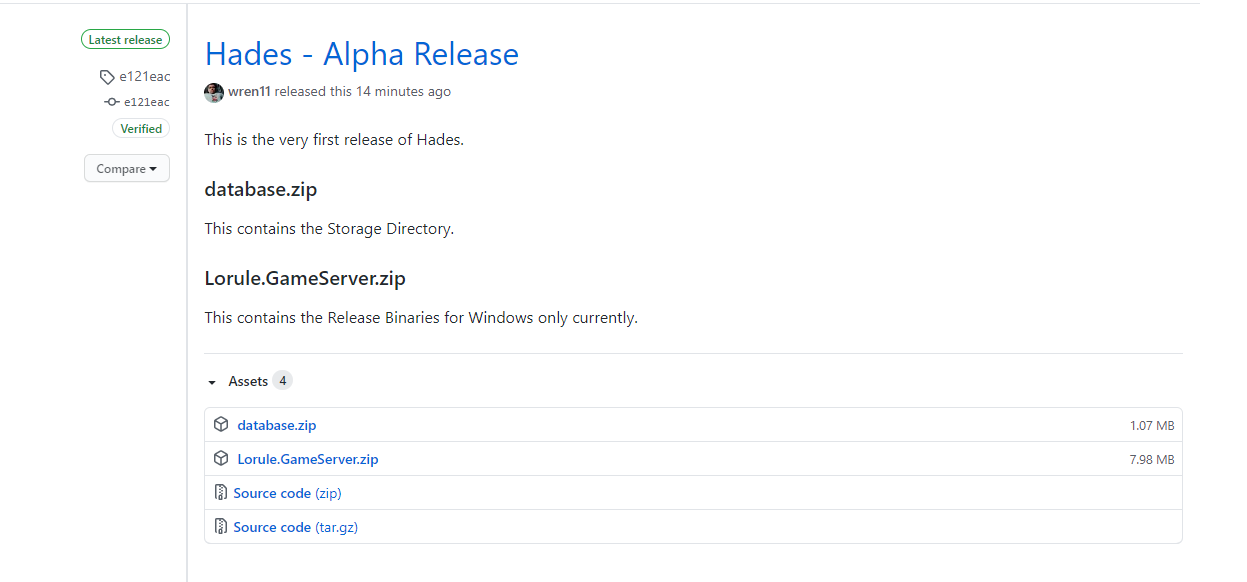 Latest release
e121eac
e121eac
Verified
Compare
Hades - Alpha Release
wren11 released this 14 minutes ago
This is the very first release of Hades.
database.zip
This contains the Storage Directory.
Lorule.GameServer.zip
This contains the Release Binaries for Windows only currently.
Assets 4
database.zip 1.07 MB
Lorule.GameServer.zip 7.98 MB
Source code (zip)
Source code (tar.gz)